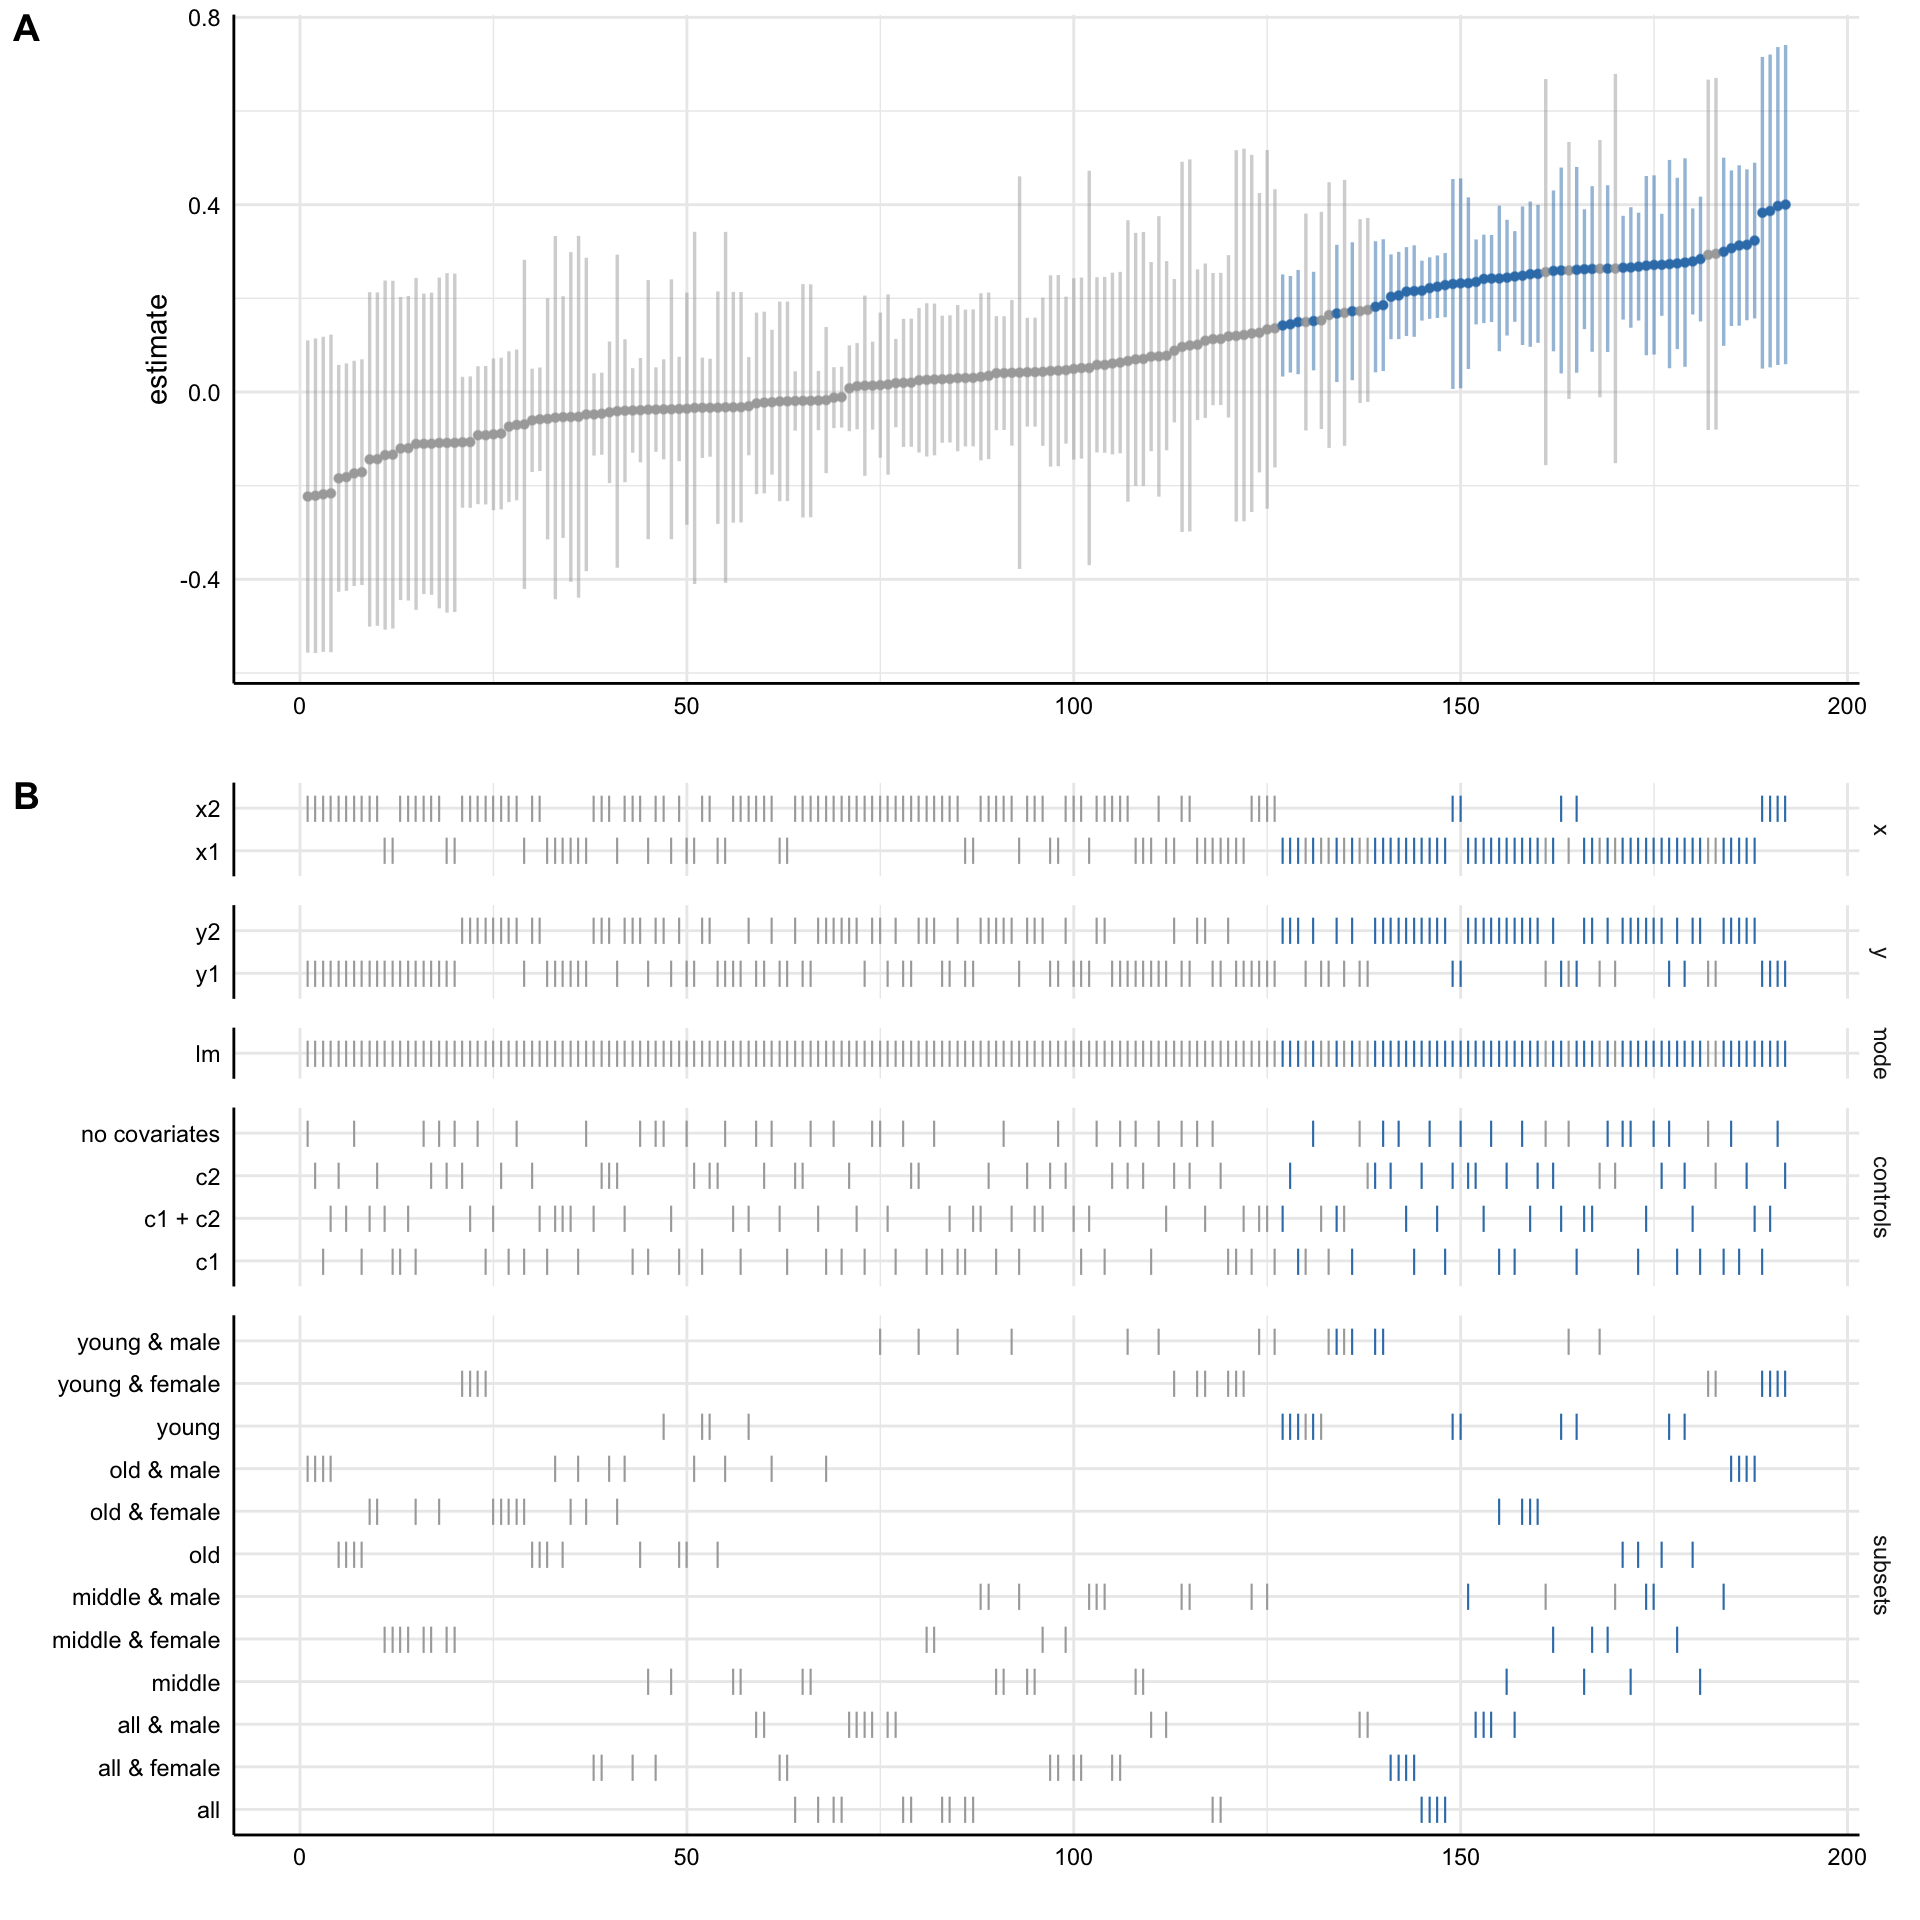 A
0.8
0.4
0.0
-0.4
estimate
0
50
100
150
200
B
x2
x1
x
y2
y1
y
lm
mode
no covariates
c2
c1 + c2
c1
controls
young & male
young & female
young
old & male
old & female
old
middle & male
middle & female
middle
all & male
all & female
all
subsets
0
50
100
150
200